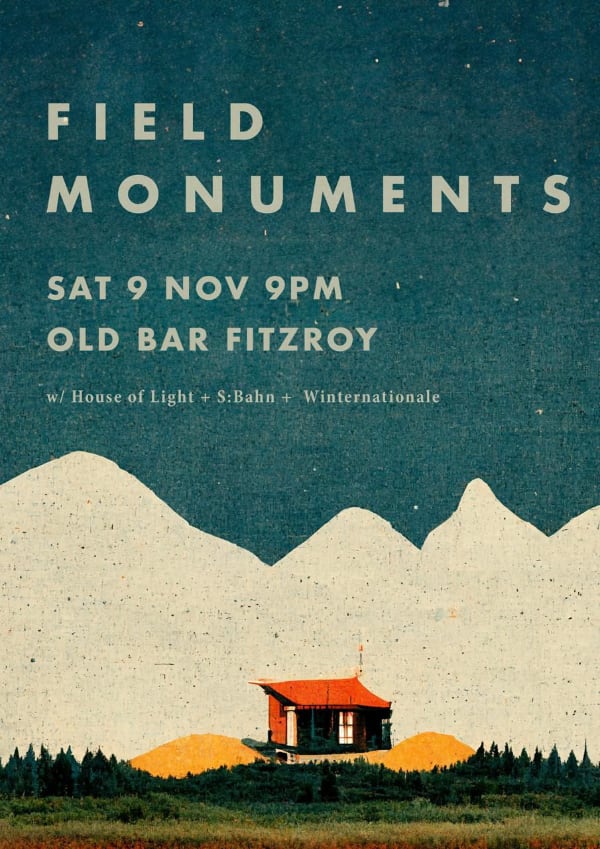 FIELD
MONUMENTS
SAT 9 NOV 9PM
OLD BAR FITZROY
w/ House of Light + S:Bahn + Winternationale